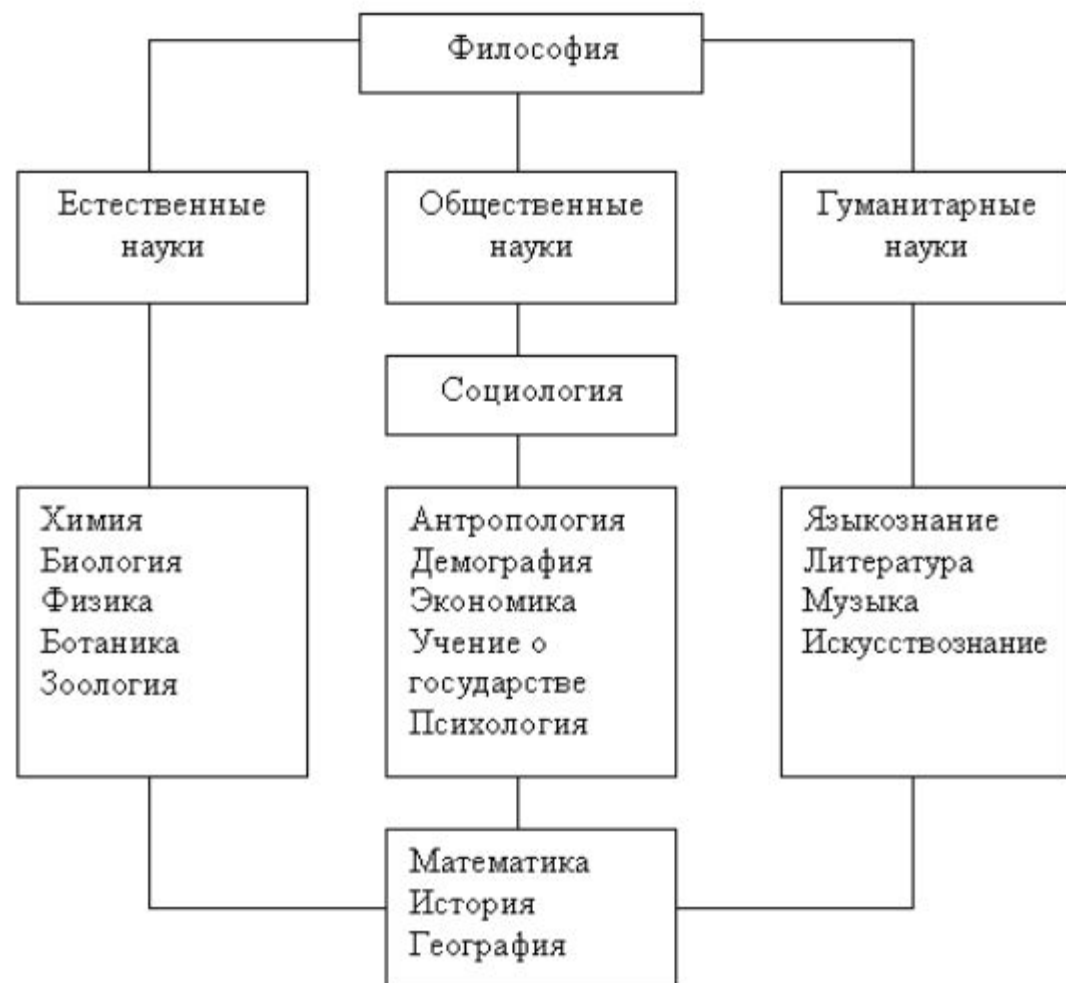 Философия
Естественные
науки
Общественные
науки
Гуманитарные
науки
Социология
Химия
Биология
Физика
Ботаника
Зоология
Антропология
Демография
Экономика
Учение о
государстве
Психология
Языкознание
Литература
Музыка
Искусствознание
Математика
История
География